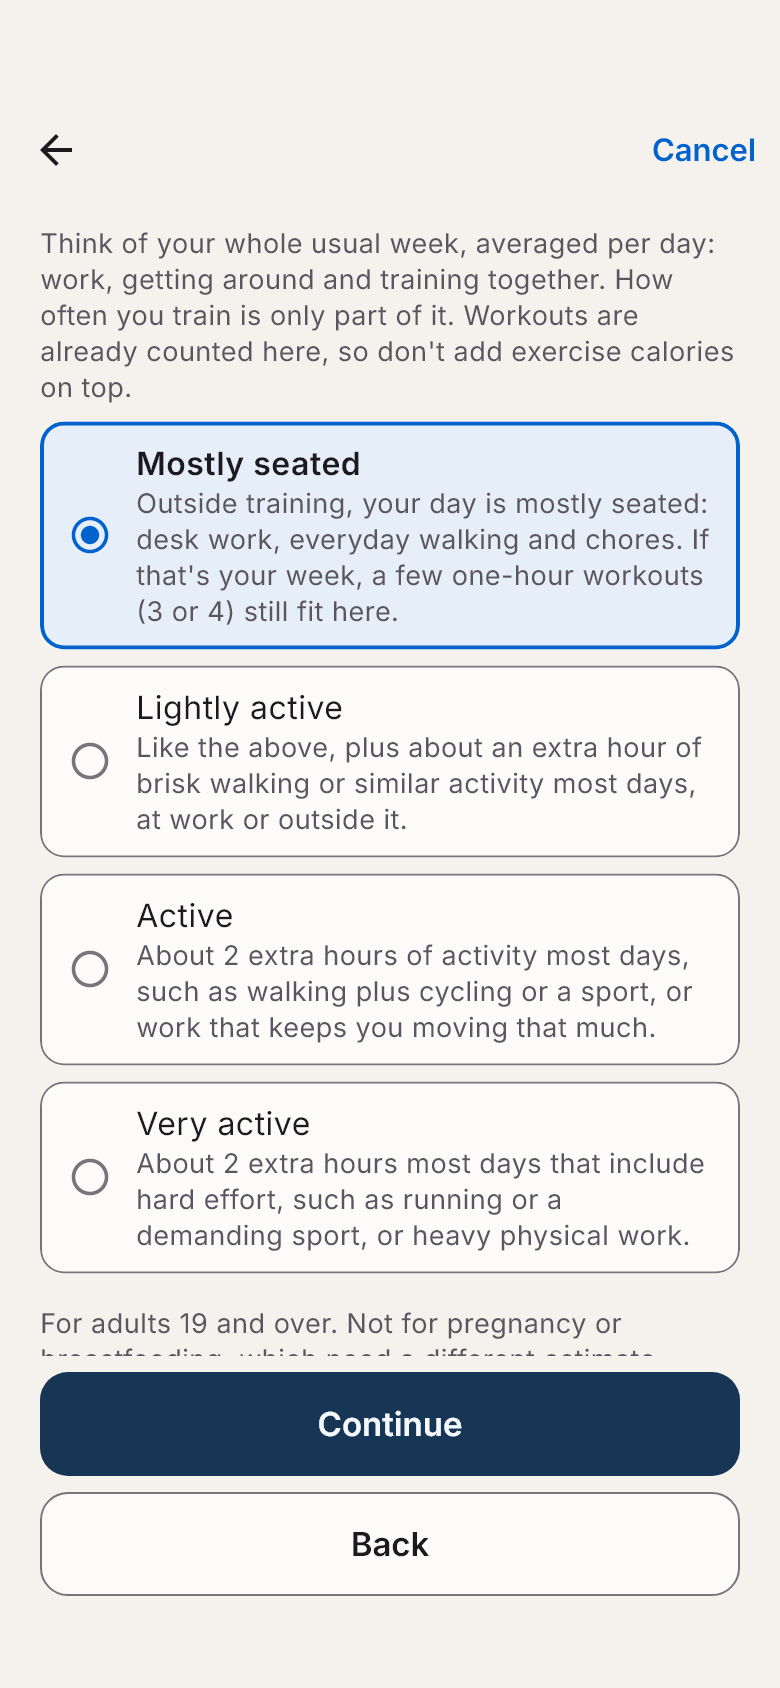 Cancel
Think of your whole usual week, averaged per day:
work, getting around and training together. How
often you train is only part of it. Workouts are
already counted here, so don't add exercise calories
on top.
Mostly seated
Outside training, your day is mostly seated:
desk work, everyday walking and chores. If
that's your week, a few one-hour workouts
(3 or 4) still fit here.
Lightly active
Like the above, plus about an extra hour of
brisk walking or similar activity most days,
at work or outside it.
Active
About 2 extra hours of activity most days,
such as walking plus cycling or a sport, or
work that keeps you moving that much.
Very active
About 2 extra hours most days that include
hard effort, such as running or a
demanding sport, or heavy physical work.
For adults 19 and over. Not for pregnancy or
breastfeeding, which need a different estimate.
Continue
Back